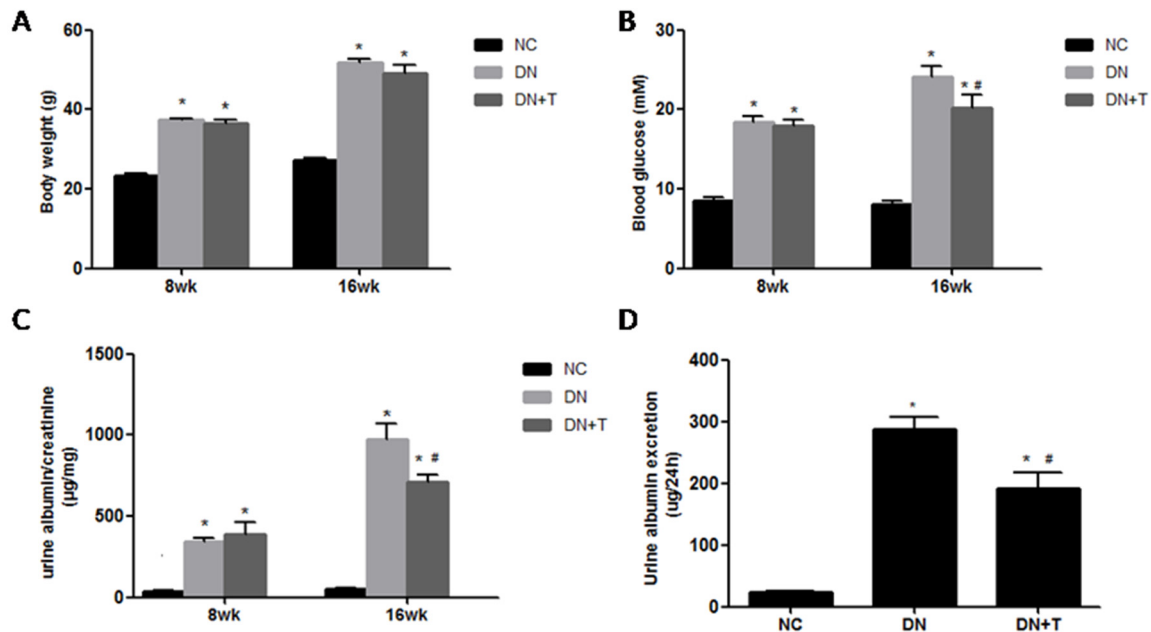 A
60
40
20
0
Body weight (g)
* *
* *
8wk 16wk
NC
DN
DN+T
B
30
20
10
0
Blood glucose (mM)
* *
*
* #
8wk 16wk
NC
DN
DN+T
C
1500
1000
500
0
urine albumin/creatinine
(µg/mg)
* *
*
* #
8wk 16wk
NC
DN
DN+T
D
400
300
200
100
0
Urine albumin excretion
(ug/24h)
*
* #
NC DN DN+T